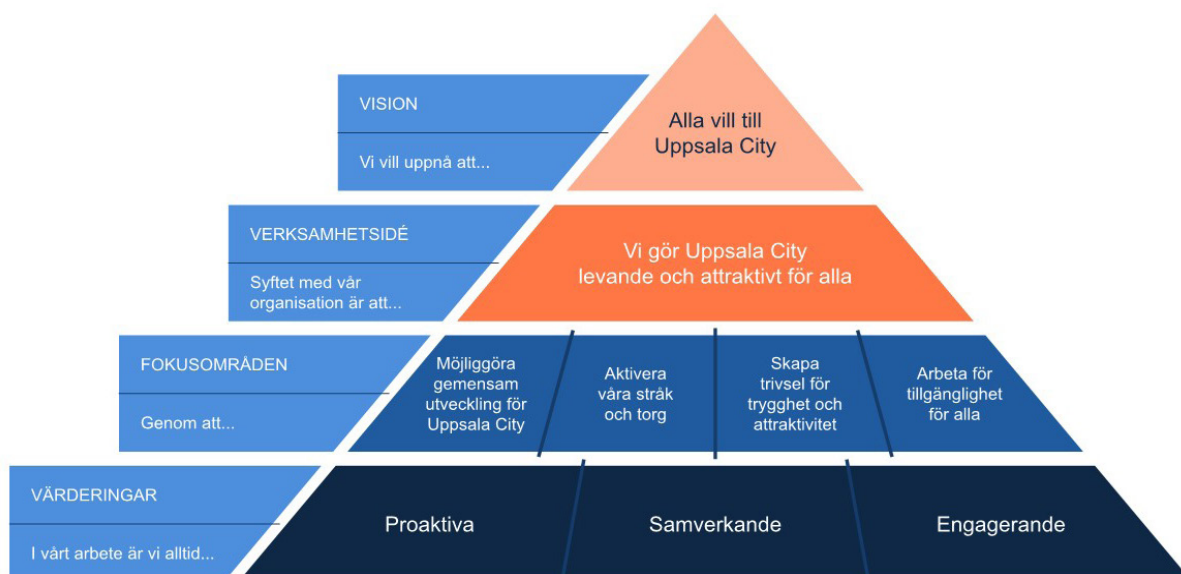 VISION
Vi vill uppnå att...
Alla vill till
Uppsala City
VERKSAMHETSIDÉ
Syftet med vår
organisation är att...
Vi gör Uppsala City
levande och attraktivt för alla
FOKUSOMRÅDEN
Genom att...
Möjliggöra
gemensam
utveckling för
Uppsala City
Aktivera
våra stråk
och torg
Skapa
trivsel för
trygghet och
attraktivitet
Arbeta för
tillgänglighet
för alla
VÄRDERINGAR
I vårt arbete är vi alltid...
Proaktiva
Samverkande
Engagerande